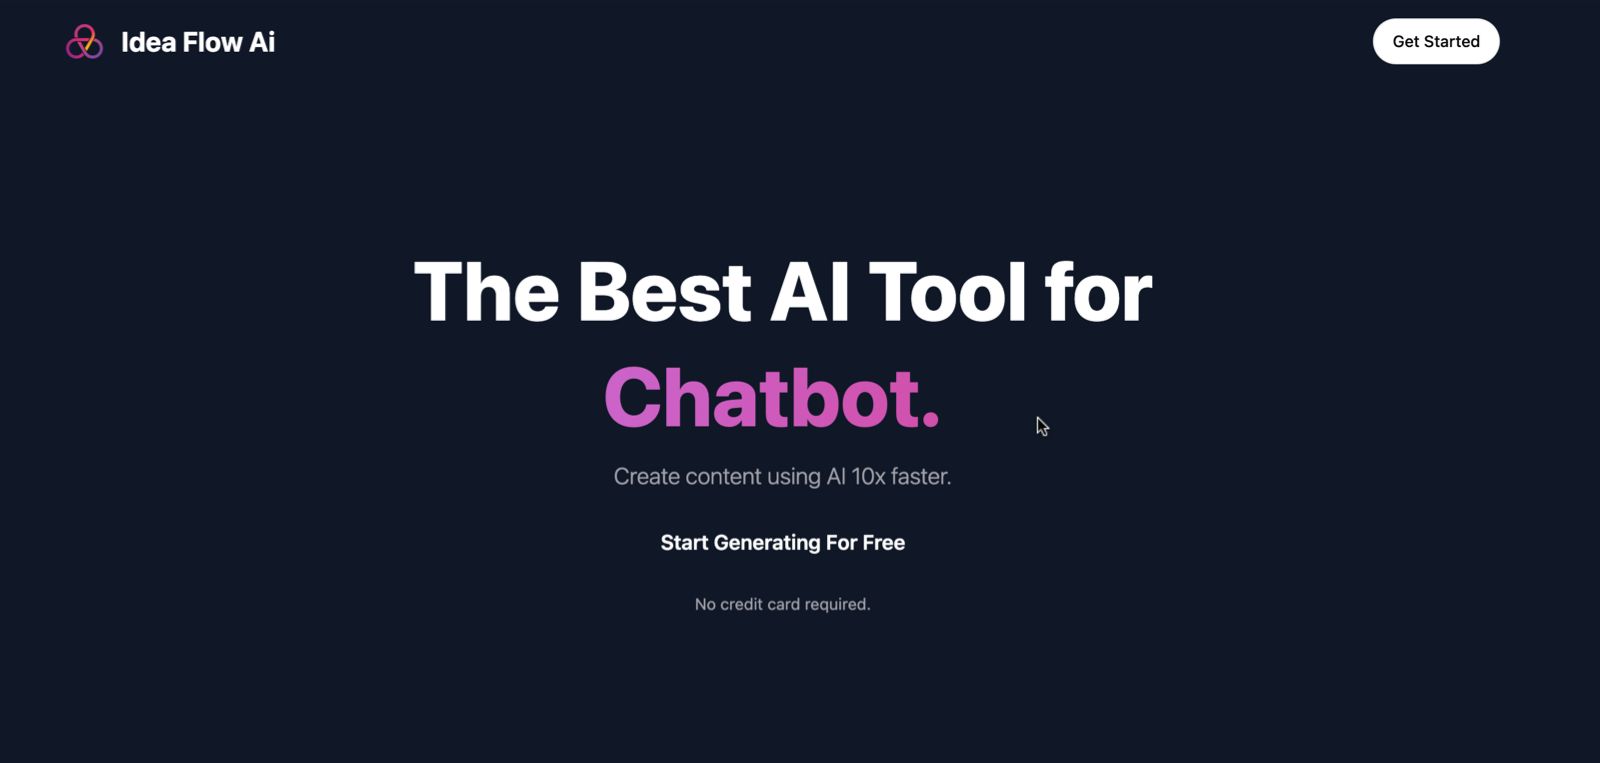 Idea Flow Ai
Get Started
The Best AI Tool for
Chatbot.
Create content using AI 10x faster.
Start Generating For Free
No credit card required.